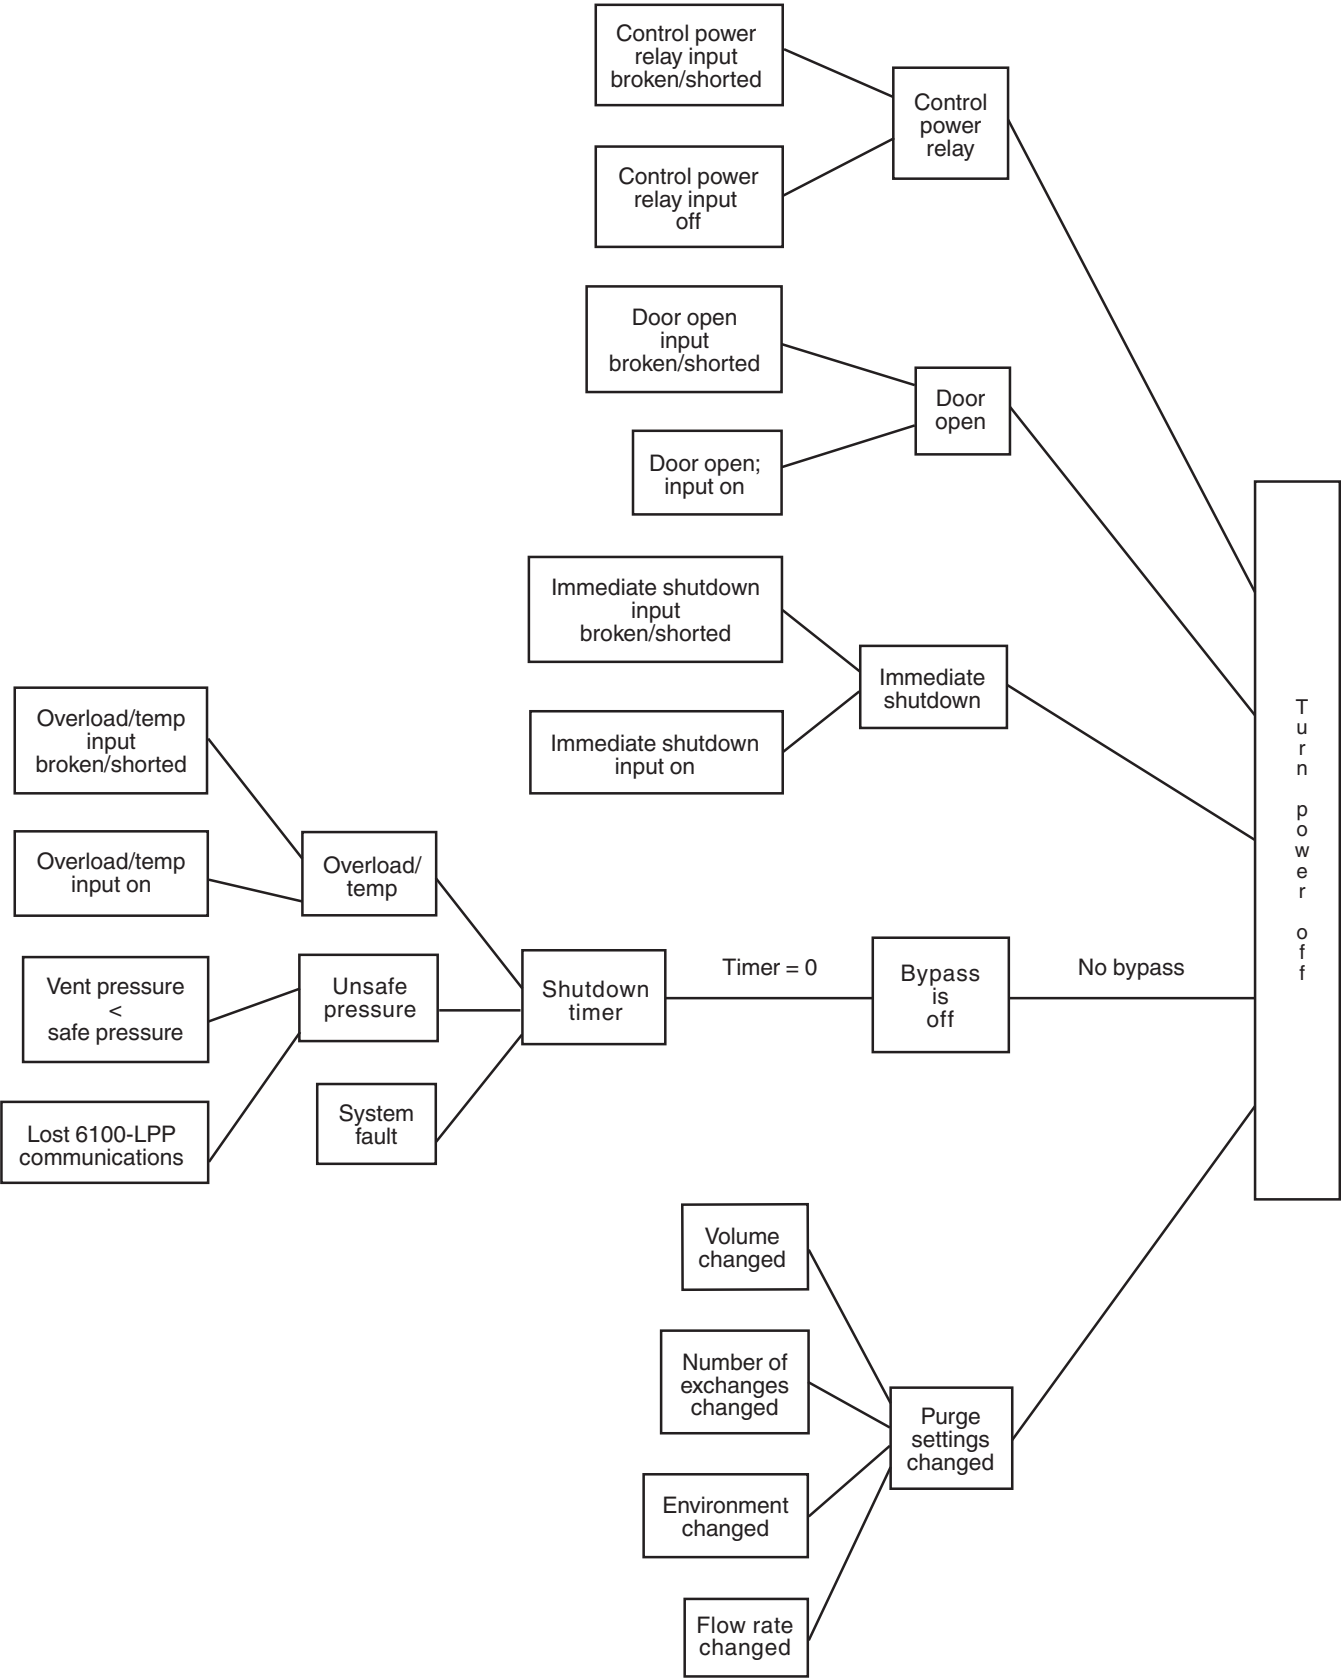 Control power
relay input
broken/shorted
Control
power
relay
Control power
relay input
off
Door open
input
broken/shorted
Door
open
Door open;
input on
Immediate shutdown
input
broken/shorted
Immediate
shutdown
Immediate shutdown
input on
Turn power off
Overload/temp
input
broken/shorted
Overload/temp
input on
Overload/
temp
Vent pressure
<
safe pressure
Unsafe
pressure
Lost 6100-LPP
communications
System
fault
Shutdown
timer
Timer = 0
Bypass
is
off
No bypass
Volume
changed
Number of
exchanges
changed
Environment
changed
Flow rate
changed
Purge
settings
changed